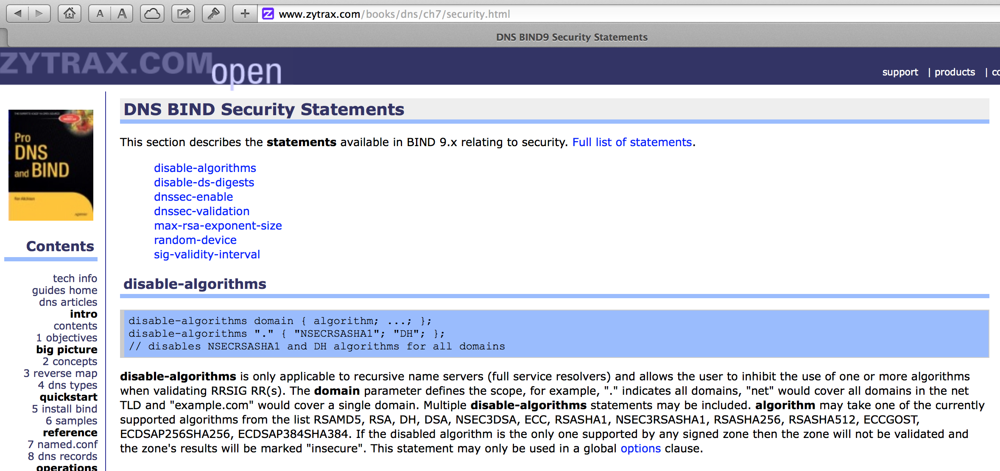 www.zytrax.com/books/dns/ch7/security.html
DNS BIND9 Security Statements
ZYTRAX.COM
open
support | products | co
Pro
DNS
and BIND
Ron Aitchison
Apress
Contents
tech info
guides home
dns articles
intro
contents
1 objectives
big picture
2 concepts
3 reverse map
4 dns types
quickstart
5 install bind
6 samples
reference
7 named.conf
8 dns records
operations
DNS BIND Security Statements
This section describes the statements available in BIND 9.x relating to security. Full list of statements.
disable-algorithms
disable-ds-digests
dnssec-enable
dnssec-validation
max-rsa-exponent-size
random-device
sig-validity-interval
disable-algorithms
disable-algorithms domain { algorithm; ...; };
disable-algorithms "." { "NSECRSASHA1"; "DH"; };
// disables NSECRSASHA1 and DH algorithms for all domains
disable-algorithms is only applicable to recursive name servers (full service resolvers) and allows the user to inhibit the use of one or more algorithms
when validating RRSIG RR(s). The domain parameter defines the scope, for example, "." indicates all domains, "net" would cover all domains in the net
TLD and "example.com" would cover a single domain. Multiple disable-algorithms statements may be included. algorithm may take one of the currently
supported algorithms from the list RSAMD5, RSA, DH, DSA, NSEC3DSA, ECC, RSASHA1, NSEC3RSASHA1, RSASHA256, RSASHA512, ECCGOST,
ECDSAP256SHA256, ECDSAP384SHA384. If the disabled algorithm is the only one supported by any signed zone then the zone will not be validated and
the zone's results will be marked "insecure". This statement may only be used in a global options clause.